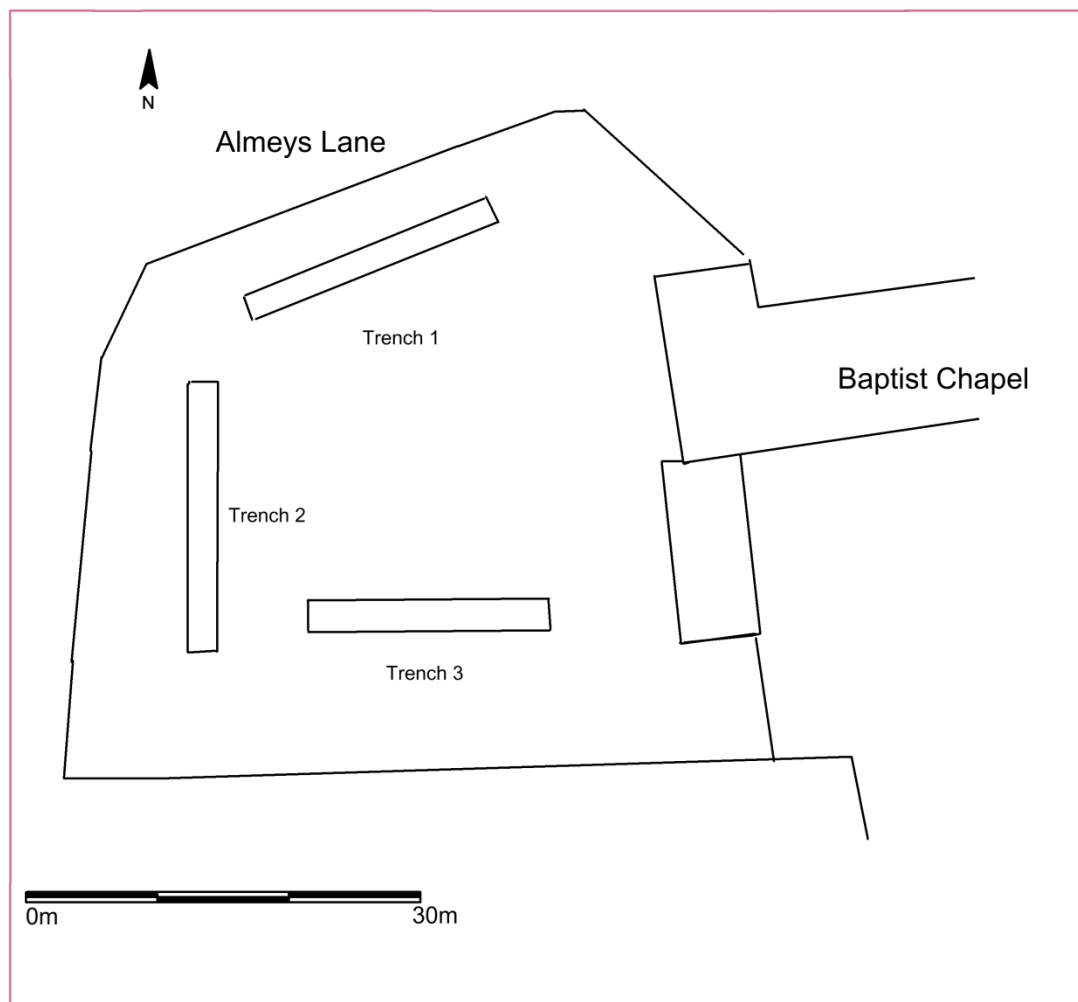 N
Almeys Lane
Trench 1
Baptist Chapel
Trench 2
Trench 3
0m
30m